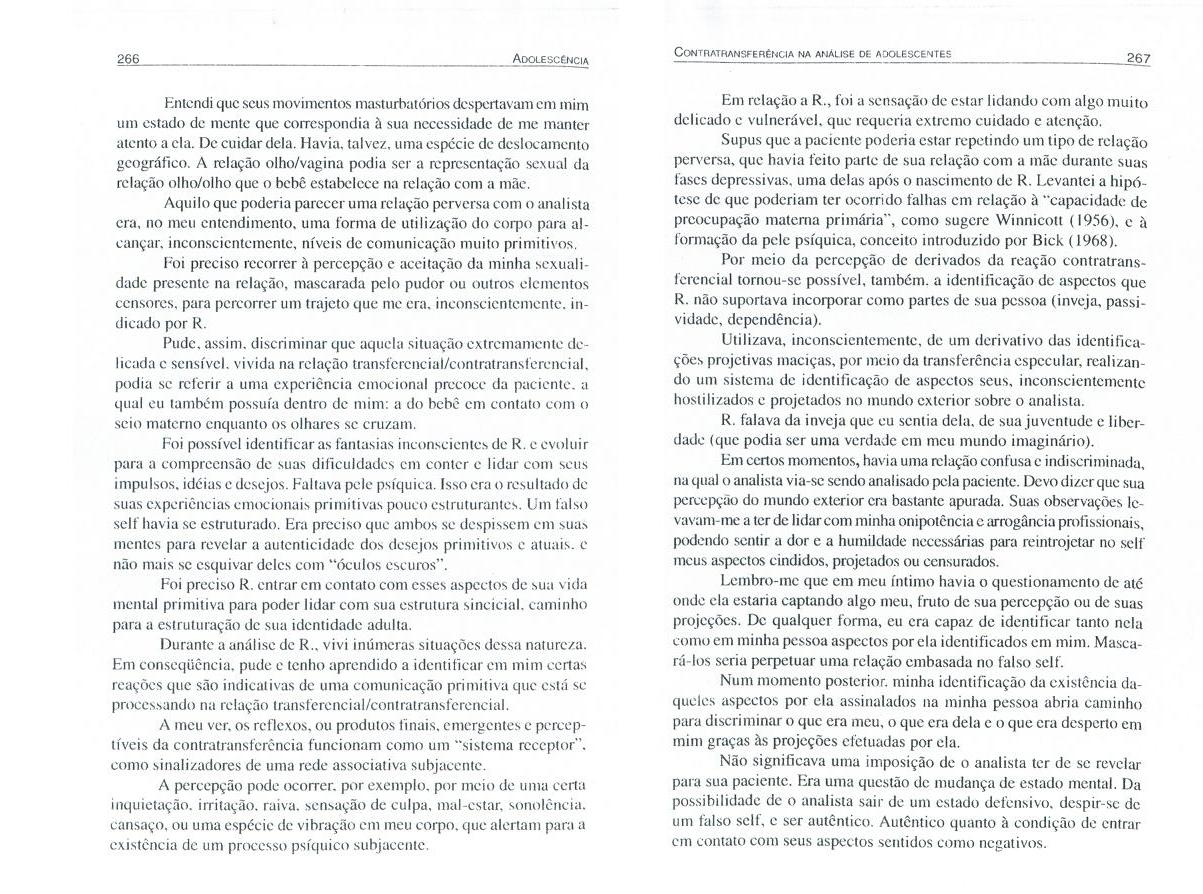 266 ADOLESCÊNCIA
Entendi que seus movimentos masturbatórios despertavam em mim
um estado de mente que correspondia à sua necessidade de me manter
atento a ela. De cuidar dela. Havia, talvez, uma espécie de deslocamento
geográfico. A relação olho/vagina podia ser a representação sexual da
relação olho/olho que o bebê estabelece na relação com a mãe.
Aquilo que poderia parecer uma relação perversa com o analista
era, no meu entendimento, uma forma de utilização do corpo para al-
cançar, inconscientemente, níveis de comunicação muito primitivos.
Foi preciso recorrer à percepção e aceitação da minha sexuali-
dade presente na relação, mascarada pelo pudor ou outros elementos
censores, para percorrer um trajeto que me era, inconscientemente, in-
dicado por R.
Pude, assim, discriminar que aquela situação extremamente de-
licada e sensível, vivida na relação transferencial/contratransferencial,
podia se referir a uma experiência emocional precoce da paciente, a
qual eu também possuía dentro de mim: a do bebê em contato com o
seio materno enquanto os olhares se cruzam.
Foi possível identificar as fantasias inconscientes de R. e evoluir
para a compreensão de suas dificuldades em conter e lidar com seus
impulsos, idéias e desejos. Faltava pele psíquica. Isso era o resultado de
suas experiências emocionais primitivas pouco estruturantes. Um falso
self havia se estruturado. Era preciso que ambos se despissem em suas
mentes para revelar a autenticidade dos desejos primitivos e atuais, e
não mais se esquivar deles com “óculos escuros”.
Foi preciso R. entrar em contato com esses aspectos de sua vida
mental primitiva para poder lidar com sua estrutura sincicial, caminho
para a estruturação de sua identidade adulta.
Durante a análise de R., vivi inúmeras situações dessa natureza.
Em conseqüência, pude e tenho aprendido a identificar em mim certas
reações que são indicativas de uma comunicação primitiva que está se
processando na relação transferencial/contratransferencial.
A meu ver, os reflexos, ou produtos finais, emergentes e percep-
tíveis da contratransferência funcionam como um “sistema receptor”,
como sinalizadores de uma rede associativa subjacente.
A percepção pode ocorrer, por exemplo, por meio de uma certa
inquietação, irritação, raiva, sensação de culpa, mal-estar, sonolência,
cansaço, ou uma espécie de vibração em meu corpo, que alertam para a
existência de um processo psíquico subjacente.
CONTRATRANSFERÊNCIA NA ANÁLISE DE ADOLESCENTES 267
Em relação a R., foi a sensação de estar lidando com algo muito
delicado e vulnerável, que requeria extremo cuidado e atenção.
Supus que a paciente poderia estar repetindo um tipo de relação
perversa, que havia feito parte de sua relação com a mãe durante suas
fases depressivas, uma delas após o nascimento de R. Levantei a hipó-
tese de que poderiam ter ocorrido falhas em relação à “capacidade de
preocupação materna primária”, como sugere Winnicott (1956), e à
formação da pele psíquica, conceito introduzido por Bick (1968).
Por meio da percepção de derivados da reação contratrans-
ferencial tornou-se possível, também, a identificação de aspectos que
R. não suportava incorporar como partes de sua pessoa (inveja, passi-
vidade, dependência).
Utilizava, inconscientemente, de um derivativo das identifica-
ções projetivas maciças, por meio da transferência especular, realizan-
do um sistema de identificação de aspectos seus, inconscientemente
hostilizados e projetados no mundo exterior sobre o analista.
R. falava da inveja que eu sentia dela, de sua juventude e liber-
dade (que podia ser uma verdade em meu mundo imaginário).
Em certos momentos, havia uma relação confusa e indiscriminada,
na qual o analista via-se sendo analisado pela paciente. Devo dizer que sua
percepção do mundo exterior era bastante apurada. Suas observações le-
vavam-me a ter de lidar com minha onipotência e arrogância profissionais,
podendo sentir a dor e a humildade necessárias para reintrojetar no self
meus aspectos cindidos, projetados ou censurados.
Lembro-me que em meu íntimo havia o questionamento de até
onde ela estaria captando algo meu, fruto de sua percepção ou de suas
projeções. De qualquer forma, eu era capaz de identificar tanto nela
como em minha pessoa aspectos por ela identificados em mim. Masca-
rá-los seria perpetuar uma relação embasada no falso self.
Num momento posterior, minha identificação da existência da-
queles aspectos por ela assinalados na minha pessoa abria caminho
para discriminar o que era meu, o que era dela e o que era desperto em
mim graças às projeções efetuadas por ela.
Não significava uma imposição de o analista ter de se revelar
para sua paciente. Era uma questão de mudança de estado mental. Da
possibilidade de o analista sair de um estado defensivo, despir-se de
um falso self, e ser autêntico. Autêntico quanto à condição de entrar
em contato com seus aspectos sentidos como negativos.